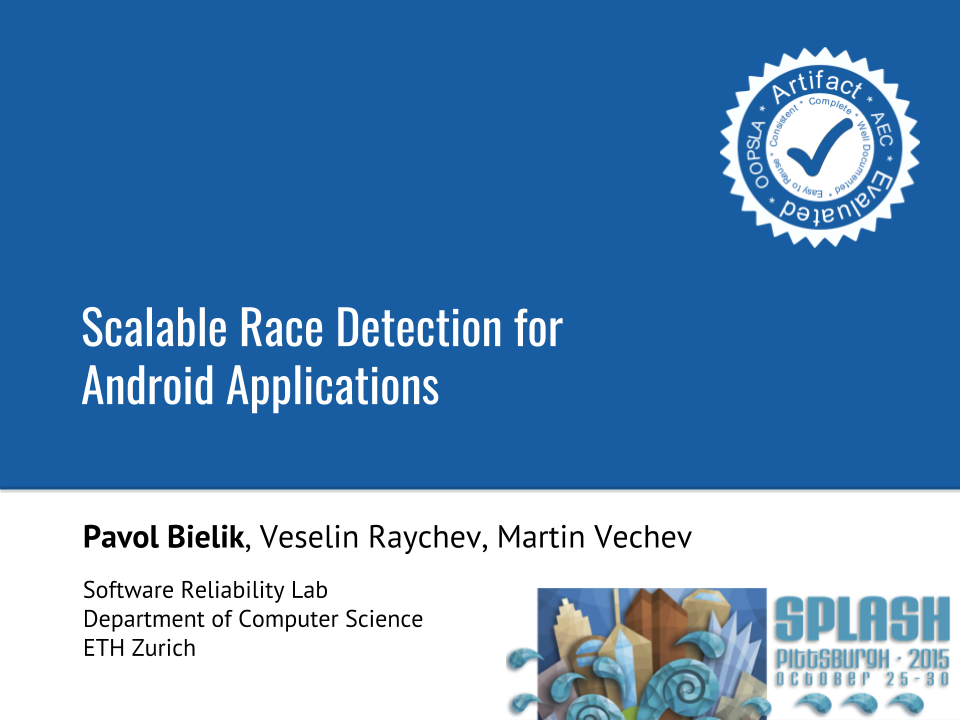 Artifact
* AEC *
Evaluated
* OOPSLA *
Consistent * Complete * Well Documented * Easy to Reuse *
Scalable Race Detection for
Android Applications
Pavol Bielik, Veselin Raychev, Martin Vechev
Software Reliability Lab
Department of Computer Science
ETH Zurich
SPLASH
PITTSBURGH · 2015
OCTOBER 25-30